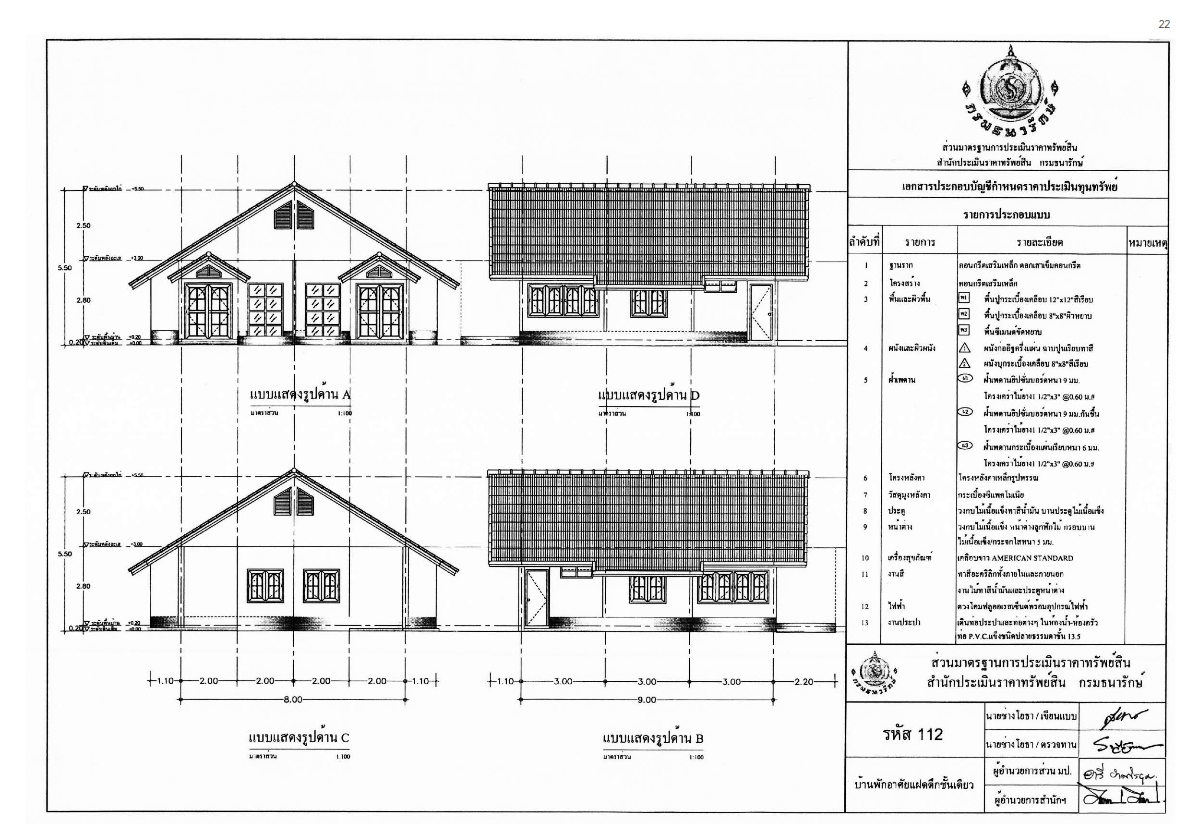 22
กรมธนารักษ์
ส่วนมาตรฐานการประเมินราคาทรัพย์สิน
สำนักประเมินราคาทรัพย์สิน กรมธนารักษ์
เอกสารประกอบบัญชีกำหนดราคาประเมินทุนทรัพย์
รายการประกอบแบบ
ลำดับที่ รายการ รายละเอียด หมายเหตุ
1 ฐานราก คอนกรีตเสริมเหล็ก ตอกเสาเข็มคอนกรีต
2 โครงสร้าง คอนกรีตเสริมเหล็ก
3 พื้นและผิวพื้น พื้นปูกระเบื้องเคลือบ 12"x12"สีเรียบ
พื้นปูกระเบื้องเคลือบ 8"x8"ผิวหยาบ
พื้นซีเมนต์ขัดหยาบ
4 ผนังและผิวผนัง ผนังก่ออิฐครึ่งแผ่น ฉาบปูนเรียบทาสี
ผนังบุกระเบื้องเคลือบ 8"x8"สีเรียบ
5 ฝ้าเพดาน ฝ้าเพดานยิปซั่มบอร์ดหนา 9 มม.
โครงเคร่าไม้ยาง1 1/2"x3" @0.60 ม.#
ฝ้าเพดานยิปซั่มบอร์ดหนา 9 มม.กันชื้น
โครงเคร่าไม้ยาง1 1/2"x3" @0.60 ม.#
ฝ้าเพดานกระเบื้องแผ่นเรียบหนา 6 มม.
โครงเคร่าไม้ยาง1 1/2"x3" @0.60 ม.#
6 โครงหลังคา โครงหลังคาเหล็กรูปพรรณ
7 วัสดุมุงหลังคา กระเบื้องซีแพคโมเนีย
8 ประตู วงกบไม้เนื้อแข็งทาสีน้ำมัน บานประตูไม้เนื้อแข็ง
9 หน้าต่าง วงกบไม้เนื้อแข็ง หน้าต่างลูกฟักไม้ กรอบบาน
ไม้เนื้อแข็ง/กระจกใสหนา 5 มม.
10 เครื่องสุขภัณฑ์ เคลือบขาว AMERICAN STANDARD
11 งานสี ทาสีอะคริลิกทั้งภายในและภายนอก
งานไม้ทาสีน้ำมันและประตูหน้าต่าง
12 ไฟฟ้า ดวงโคมฟลูออเรสเซ็นต์พร้อมอุปกรณ์ไฟฟ้า
13 งานประปา เดินท่อประปาและท่อต่างๆ ในห้องน้ำ-ห้องครัว
ท่อ P.V.C.แข็งชนิดปลายธรรมดาชั้น 13.5
ส่วนมาตรฐานการประเมินราคาทรัพย์สิน
สำนักประเมินราคาทรัพย์สิน กรมธนารักษ์
รหัส 112
บ้านพักอาศัยแฝดตึกชั้นเดียว
นายช่างโยธา / เขียนแบบ
นายช่างโยธา / ตรวจทาน
ผู้อำนวยการส่วน มป.
ผู้อำนวยการสำนักฯ
2.50
5.50
2.80
0.20
แบบแสดงรูปด้าน A
มาตราส่วน 1:100
แบบแสดงรูปด้าน D
มาตราส่วน 1:100
2.50
5.50
2.80
0.20
1.10 2.00 2.00 2.00 2.00 1.10
8.00
1.10 3.00 3.00 3.00 2.20
9.00
แบบแสดงรูปด้าน C
มาตราส่วน 1:100
แบบแสดงรูปด้าน B
มาตราส่วน 1:100